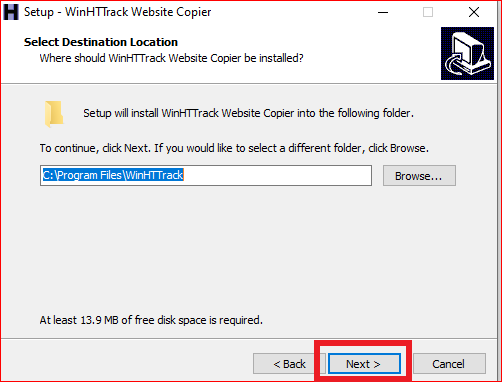 Setup - WinHTTrack Website Copier
Select Destination Location
Where should WinHTTrack Website Copier be installed?
Setup will install WinHTTrack Website Copier into the following folder.
To continue, click Next. If you would like to select a different folder, click Browse.
C:\Program Files\WinHTTrack
Browse...
At least 13.9 MB of free disk space is required.
< Back Next > Cancel